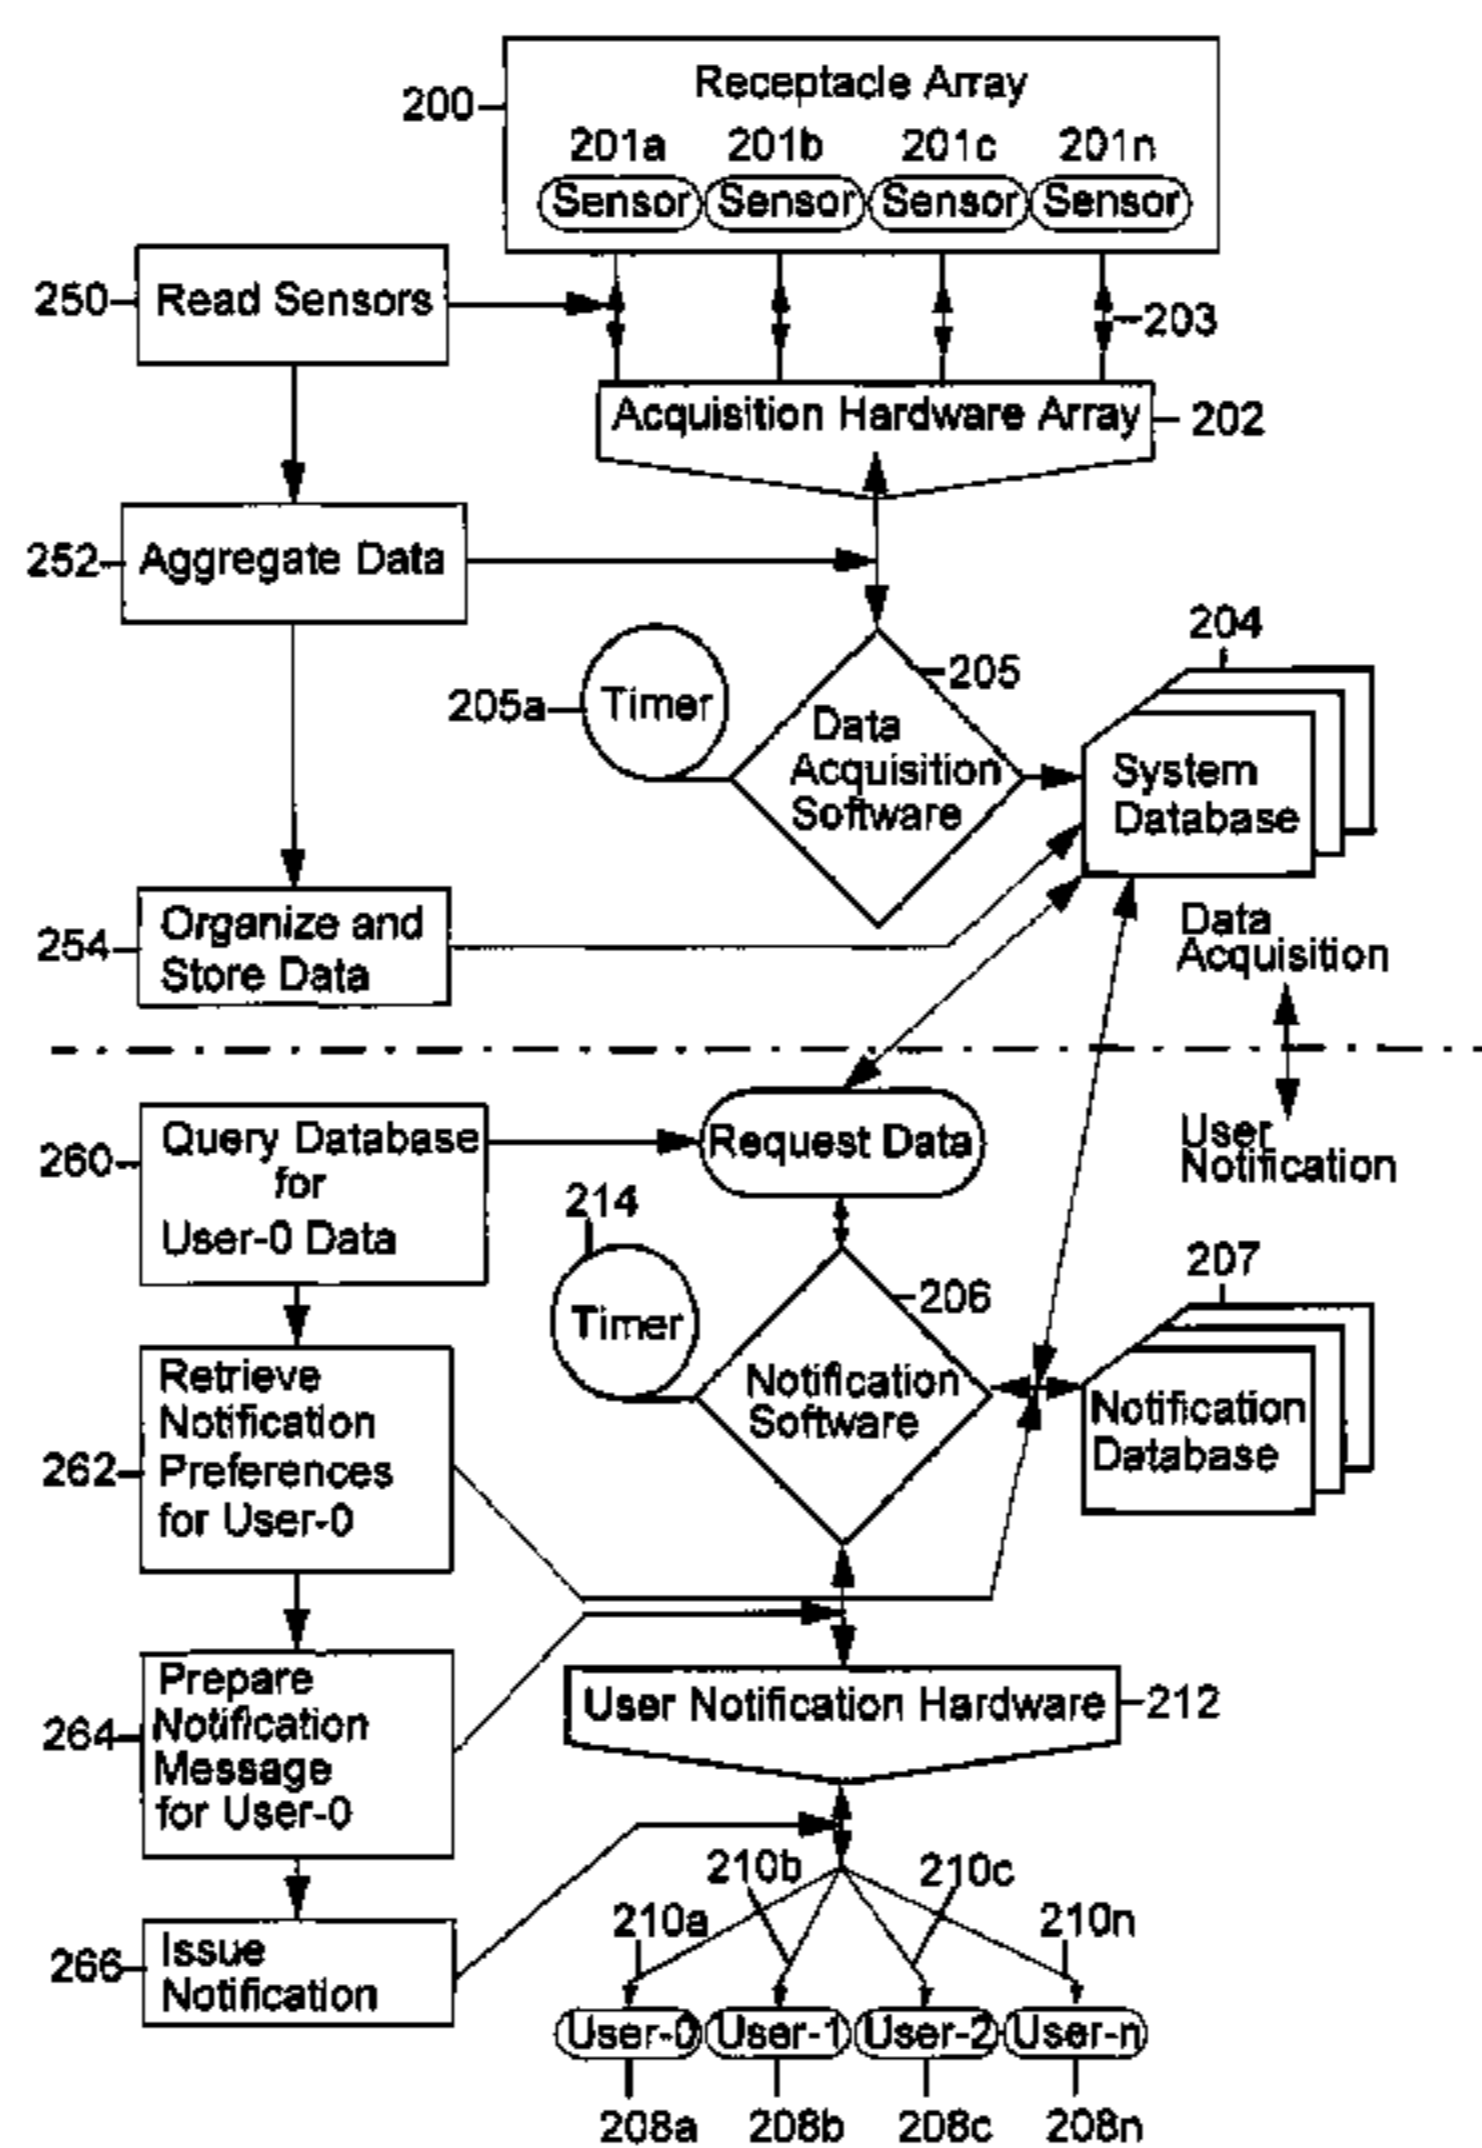 Receptacle Array
200
201a 201b 201c 201n
Sensor Sensor Sensor Sensor
250 Read Sensors
203
Acquisition Hardware Array
202
252 Aggregate Data
204
205
205a Timer
Data
Acquisition
Software
System
Database
254
Organize and
Store Data
Data
Acquisition
User
Notification
260
Query Database
for
User-0 Data
Request Data
214
Timer
206
207
Notification
Software
Notification
Database
262
Retrieve
Notification
Preferences
for User-0
264
Prepare
Notification
Message
for User-0
User Notification Hardware
212
266
Issue
Notification
210a 210b 210c 210n
User-0 User-1 User-2 User-n
208a 208b 208c 208n